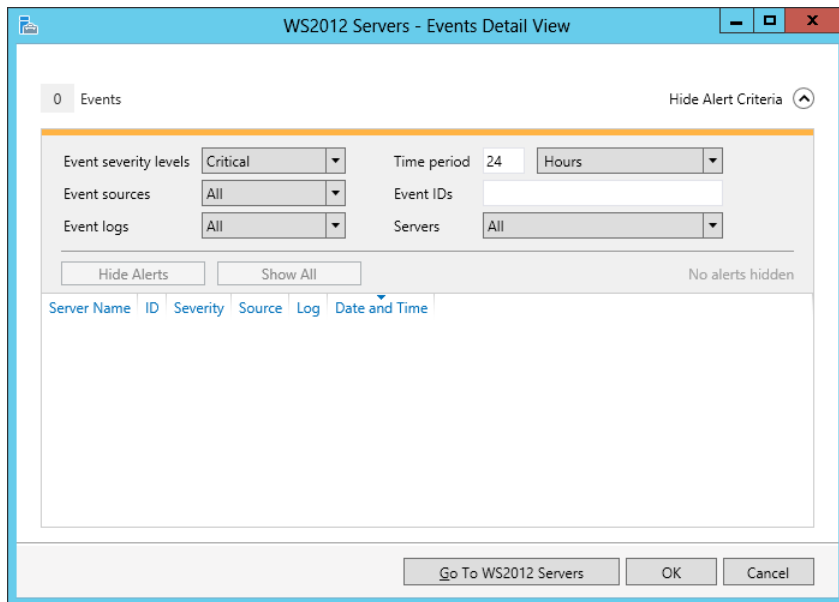 WS2012 Servers - Events Detail View
0 Events Hide Alert Criteria
Event severity levels Critical Time period 24 Hours
Event sources All Event IDs
Event logs All Servers All
Hide Alerts Show All No alerts hidden
Server Name ID Severity Source Log Date and Time
Go To WS2012 Servers OK Cancel